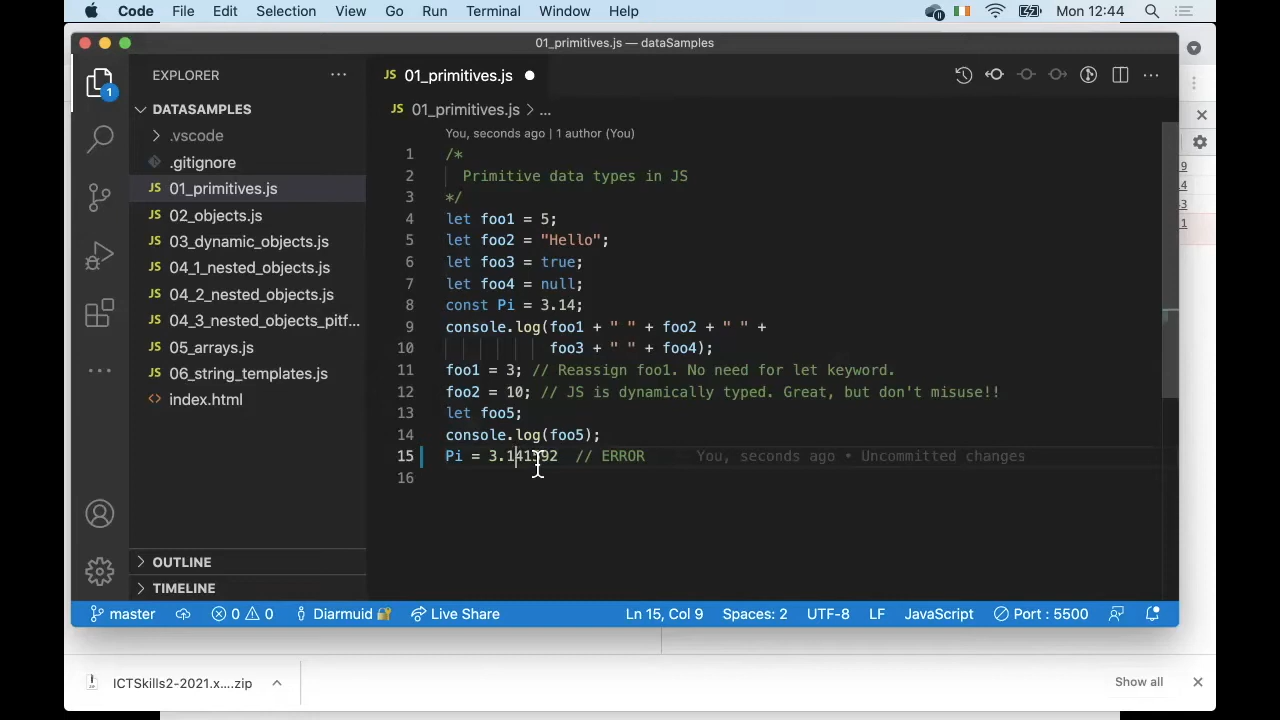 Code File Edit Selection View Go Run Terminal Window Help Mon 12:44
01_primitives.js — dataSamples
EXPLORER
JS 01_primitives.js
1
DATASAMPLES
JS 01_primitives.js > ...
.vscode
You, seconds ago | 1 author (You)
.gitignore
JS 01_primitives.js
JS 02_objects.js
JS 03_dynamic_objects.js
JS 04_1_nested_objects.js
JS 04_2_nested_objects.js
JS 04_3_nested_objects_pitf...
JS 05_arrays.js
JS 06_string_templates.js
<> index.html
OUTLINE
TIMELINE
1 /*
2 Primitive data types in JS
3 */
4 let foo1 = 5;
5 let foo2 = "Hello";
6 let foo3 = true;
7 let foo4 = null;
8 const Pi = 3.14;
9 console.log(foo1 + " " + foo2 + " " +
10 foo3 + " " + foo4);
11 foo1 = 3; // Reassign foo1. No need for let keyword.
12 foo2 = 10; // JS is dynamically typed. Great, but don't misuse!!
13 let foo5;
14 console.log(foo5);
15 Pi = 3.141592 // ERROR You, seconds ago • Uncommitted changes
16
9
4
3
1
master 0 0 Diarmuid Live Share Ln 15, Col 9 Spaces: 2 UTF-8 LF JavaScript Port : 5500
ICTSkills2-2021.x....zip Show all